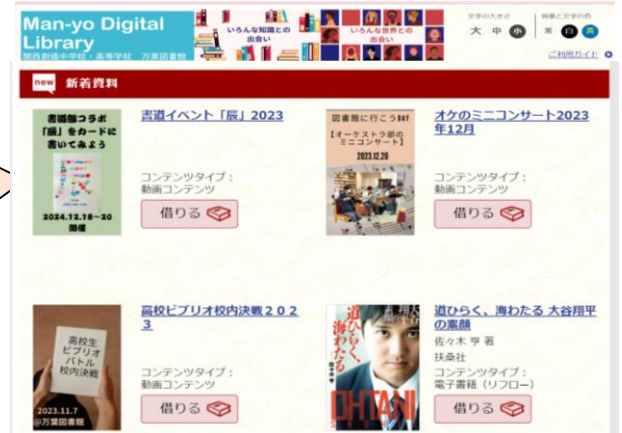 Man-yo Digital
Library
関西創価中学校・高等学校 万葉図書館
いろんな知識との
出会い
いろんな世界との
出会い
文字の大きさ
大 中 小
背景と文字の色
黒 白 黄
ご利用ガイド
new 新着資料
書道部コラボ
「辰」をカードに
書いてみよう
2024.12.18~20
開催
書道イベント「辰」2023
コンテンツタイプ：
動画コンテンツ
借りる
図書館に行こうDAY
【オーケストラ部の
ミニコンサート】
2023.12.20
オケのミニコンサート2023
年12月
コンテンツタイプ：
動画コンテンツ
借りる
高校生
ビブリオ
バトル
校内決戦
2023.11.7
@万葉図書館
高校ビブリオ校内決戦２０２
３
コンテンツタイプ：
動画コンテンツ
借りる
道ひらく、
海わたる
大谷
翔平
佐々木 亨
OHTANI
道ひらく、海わたる 大谷翔平
の素顔
佐々木 亨 著
扶桑社
コンテンツタイプ：
電子書籍（リフロー）
借りる